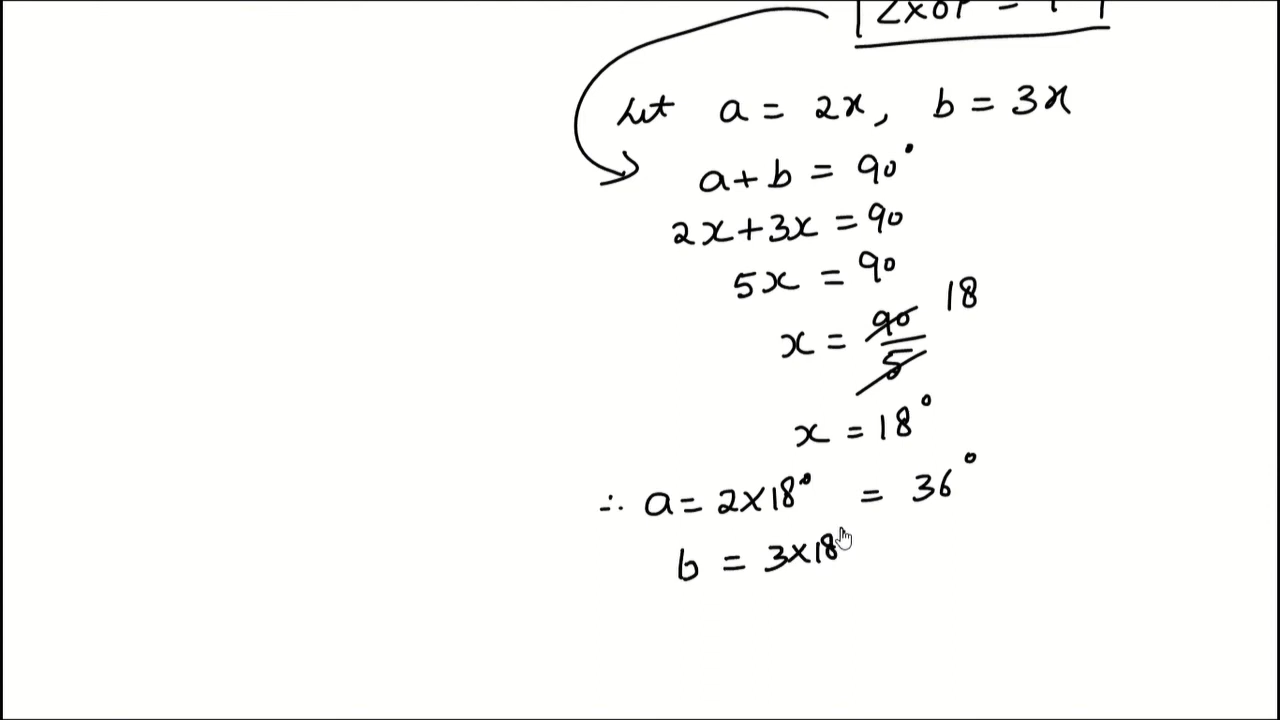 Let a = 2x, b = 3x
a + b = 90°
2x + 3x = 90
5x = 90
x = 90/5 18
x = 18°
∴ a = 2×18° = 36°
b = 3×18